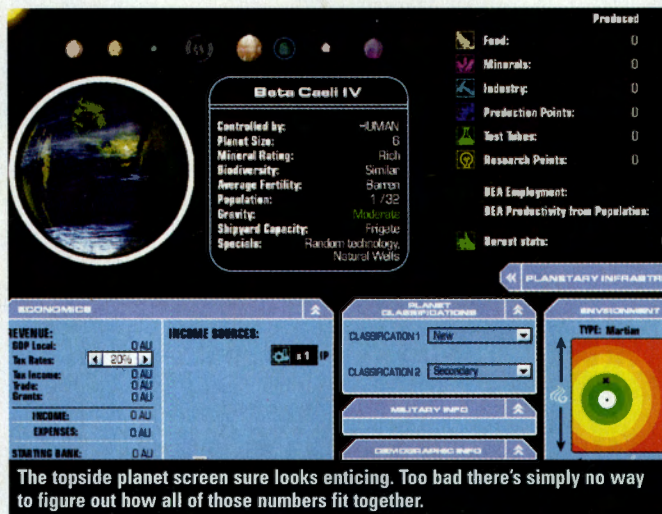 Produced
Food: 0
Minerals: 0
Industry: 0
Production Points: 0
Test Tubes: 0
Research Points: 0
DEA Employment:
DEA Productivity from Population:
Unrest stats:
Beta Caeli IV
Controlled by: HUMAN
Planet Size: 6
Mineral Rating: Rich
Biodiversity: Similar
Average Fertility: Barren
Population: 1 /32
Gravity: Moderate
Shipyard Capacity: Frigate
Specials: Random technology,
Natural Wells
PLANETARY INFRASTR
ECONOMICS
REVENUE:
GDP Local: 0 AU
Tax Rates: 20%
Tax Income: 0 AU
Trade: 0 AU
Grants: 0 AU
INCOME: 0 AU
EXPENSES: 0 AU
STARTING BANK: 0 AU
INCOME SOURCES:
x 1 IP
PLANET
CLASSIFICATIONS
CLASSIFICATION 1 New
CLASSIFICATION 2 Secondary
MILITARY INFO
DEMOGRAPHIC INFO
ENVIRONMENT
TYPE: Martian
The topside planet screen sure looks enticing. Too bad there's simply no way
to figure out how all of those numbers fit together.